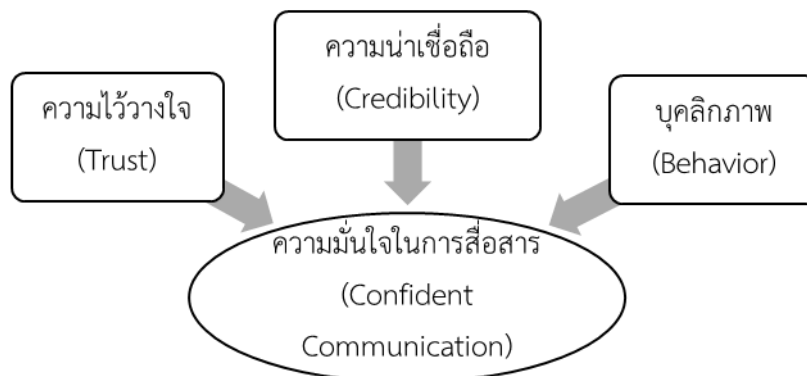 ความน่าเชื่อถือ
(Credibility)
ความไว้วางใจ
(Trust)
บุคลิกภาพ
(Behavior)
ความมั่นใจในการสื่อสาร
(Confident
Communication)